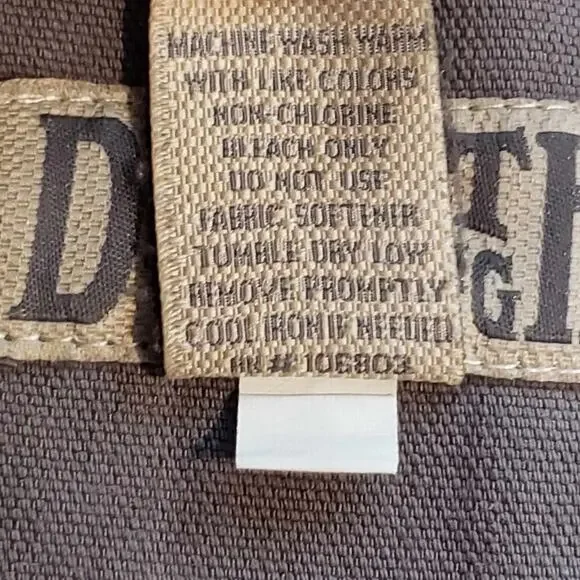 MACHINE WASH WARM
WITH LIKE COLORS
NON-CHLORINE
BLEACH ONLY
DO NOT USE
FABRIC SOFTENER
TUMBLE DRY LOW
REMOVE PROMPTLY
COOL IRON IF NEEDED
RN# 106803
D
T
G